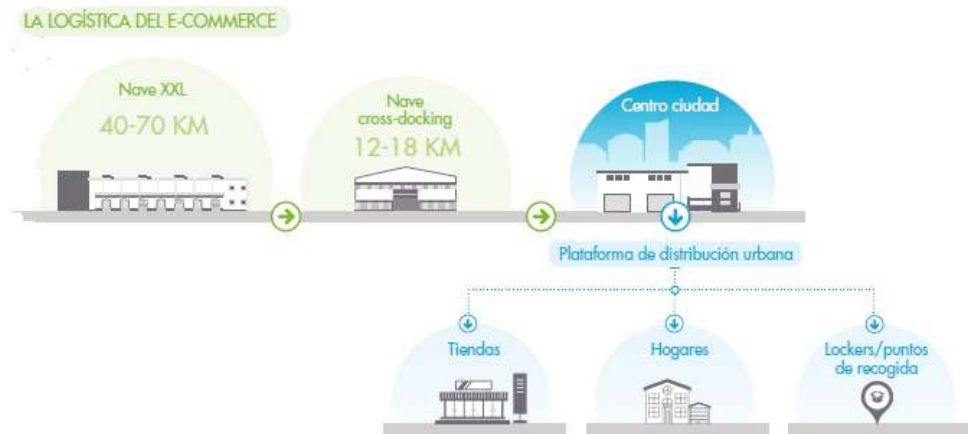 LA LOGÍSTICA DEL E-COMMERCE
Nave XXL
40-70 KM
Nave
cross-docking
12-18 KM
Centro ciudad
Plataforma de distribución urbana
Tiendas
Hogares
Lockers/puntos
de recogida